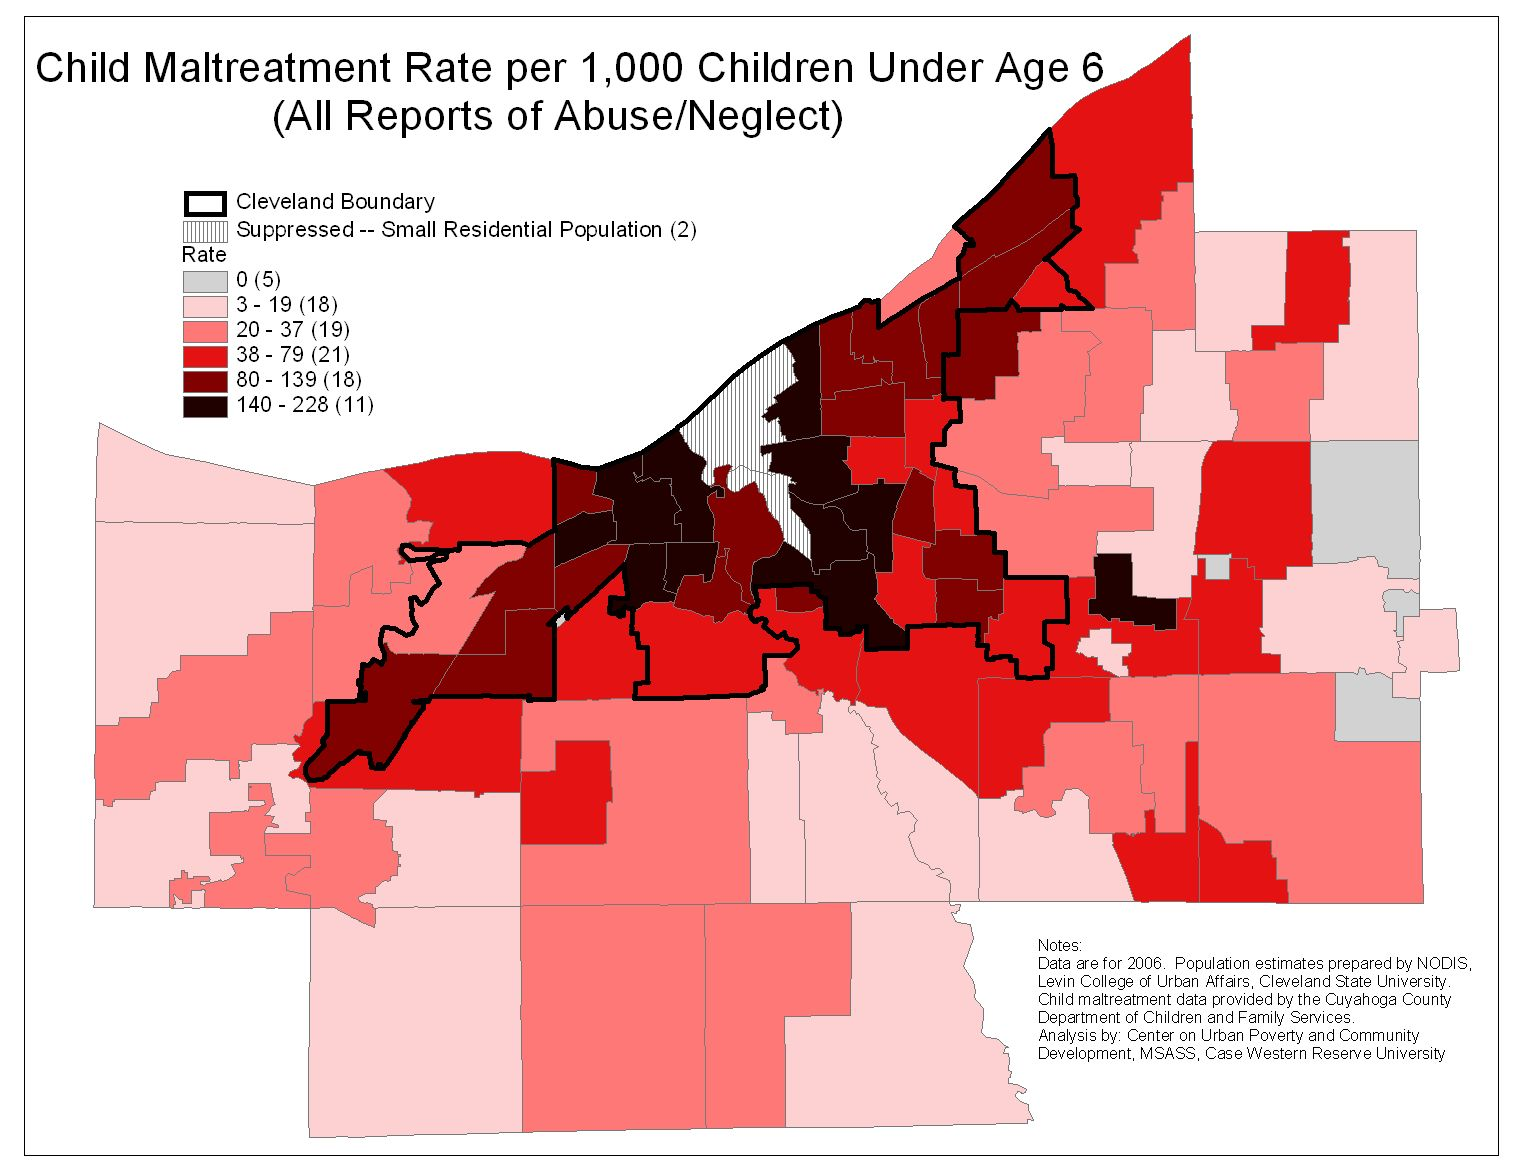 Child Maltreatment Rate per 1,000 Children Under Age 6
(All Reports of Abuse/Neglect)
Cleveland Boundary
Suppressed -- Small Residential Population (2)
Rate
0 (5)
3 - 19 (18)
20 - 37 (19)
38 - 79 (21)
80 - 139 (18)
140 - 228 (11)
Notes:
Data are for 2006. Population estimates prepared by NODIS,
Levin College of Urban Affairs, Cleveland State University.
Child maltreatment data provided by the Cuyahoga County
Department of Children and Family Services.
Analysis by: Center on Urban Poverty and Community
Development, MSASS, Case Western Reserve University